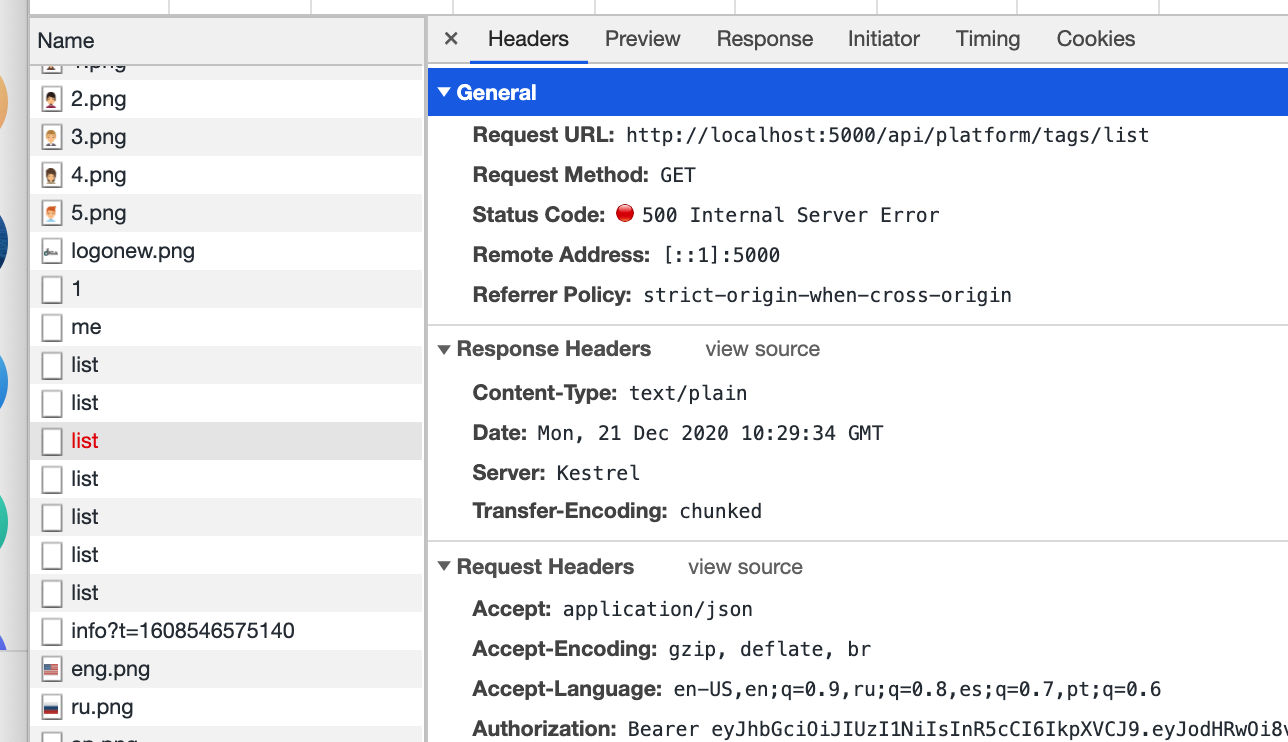 Name
1.png
2.png
3.png
4.png
5.png
logonew.png
1
me
list
list
list
list
list
list
list
info?t=1608546575140
eng.png
ru.png
Headers Preview Response Initiator Timing Cookies
General
Request URL: http://localhost:5000/api/platform/tags/list
Request Method: GET
Status Code: 500 Internal Server Error
Remote Address: [::1]:5000
Referrer Policy: strict-origin-when-cross-origin
Response Headers view source
Content-Type: text/plain
Date: Mon, 21 Dec 2020 10:29:34 GMT
Server: Kestrel
Transfer-Encoding: chunked
Request Headers view source
Accept: application/json
Accept-Encoding: gzip, deflate, br
Accept-Language: en-US,en;q=0.9,ru;q=0.8,es;q=0.7,pt;q=0.6
Authorization: Bearer eyJhbGciOiJIUzI1NiIsInR5cCI6IkpXVCJ9.eyJodHRwOi8v